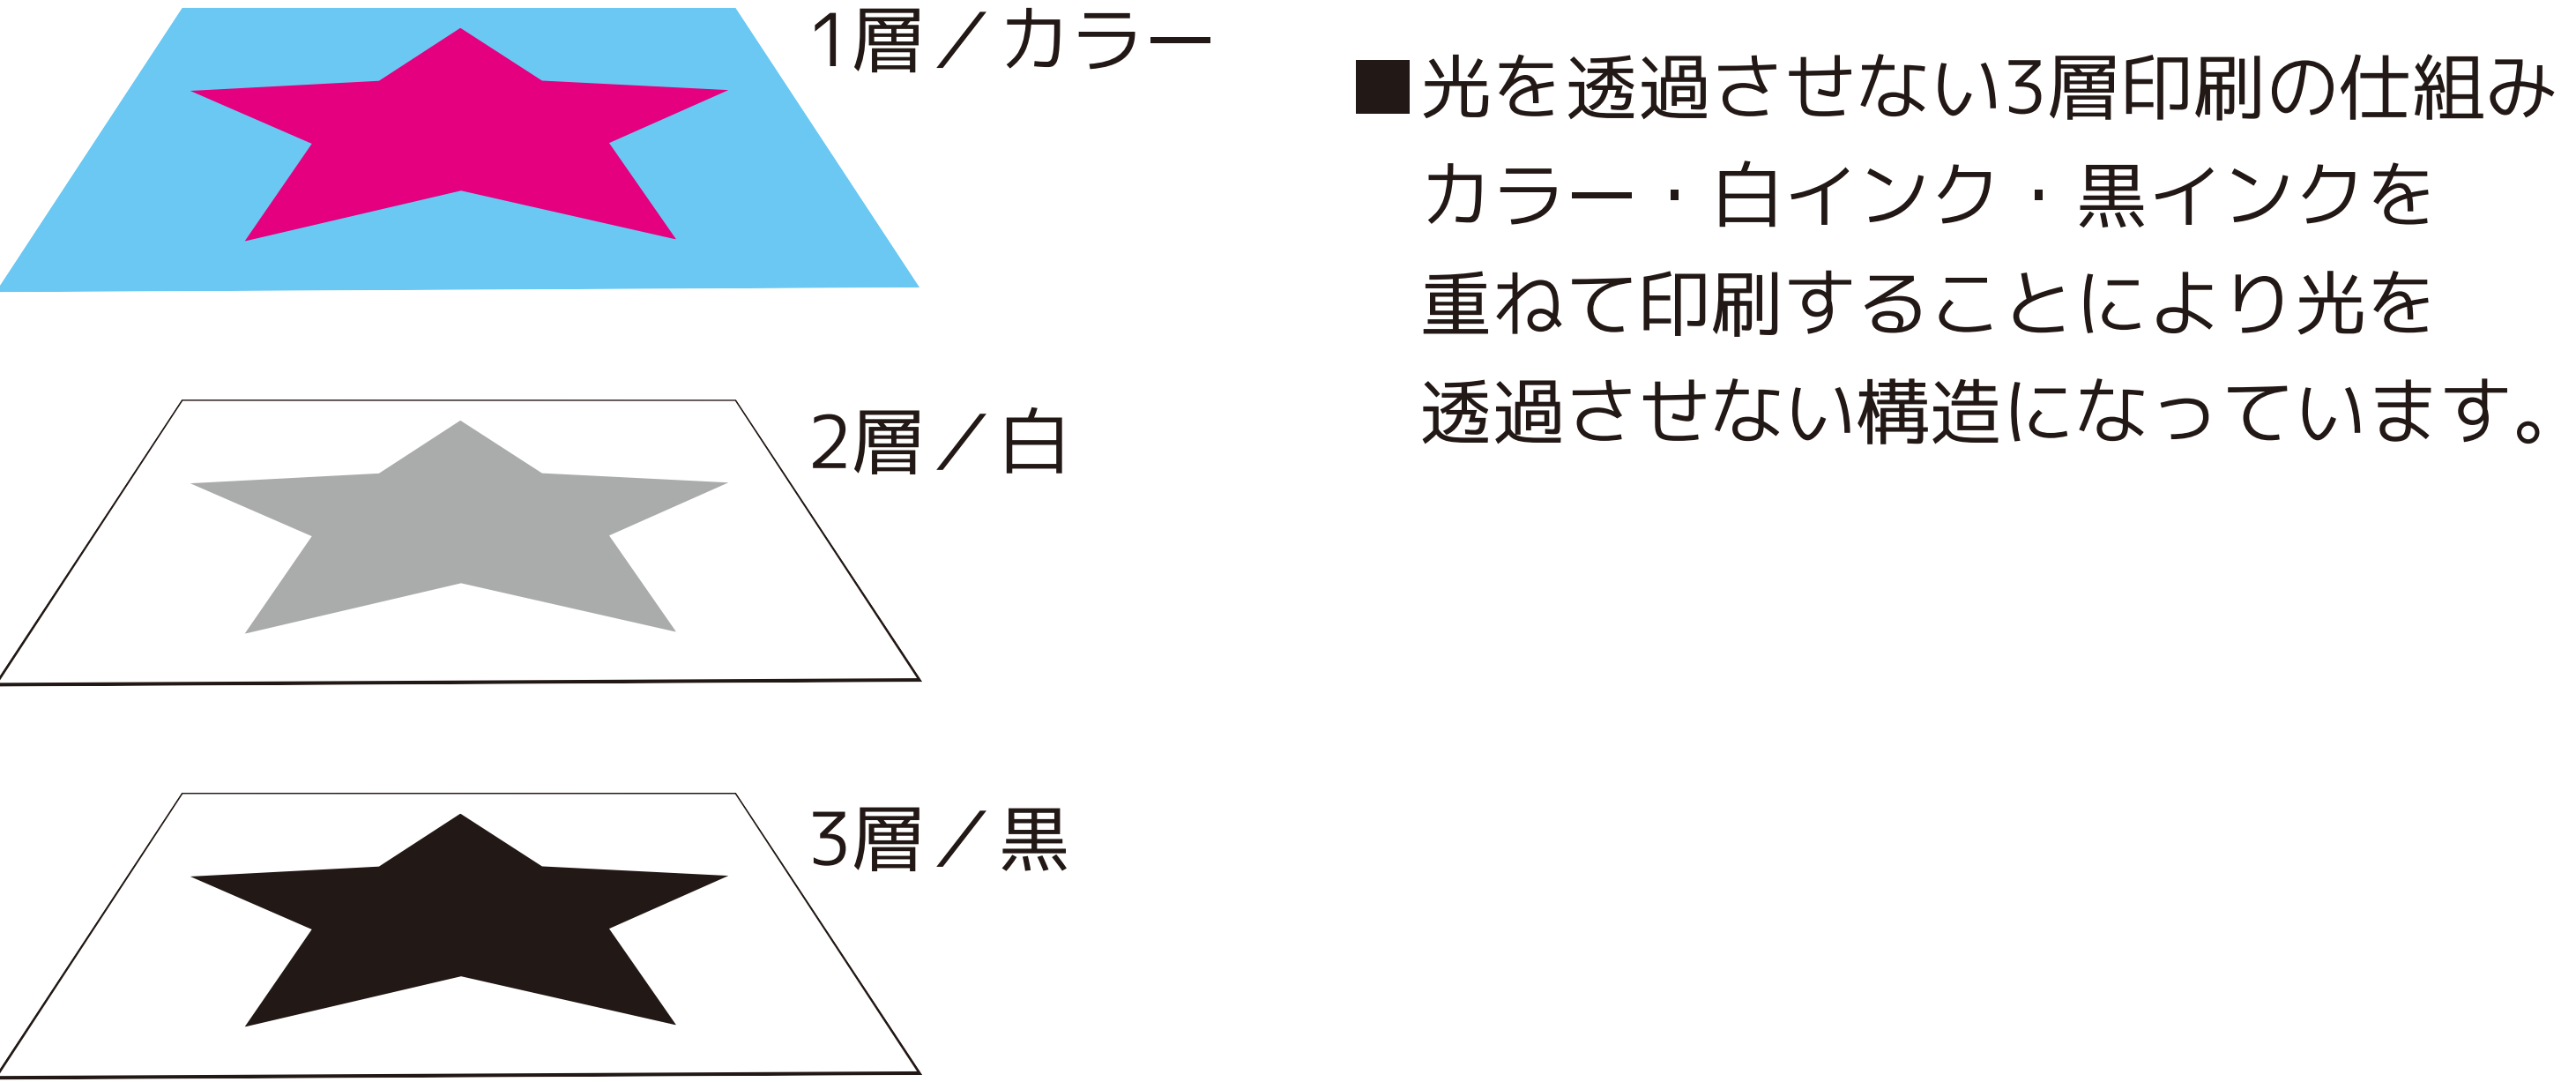 1層／カラー
2層／白
3層／黒
■光を透過させない3層印刷の仕組み
カラー・白インク・黒インクを
重ねて印刷することにより光を
透過させない構造になっています。